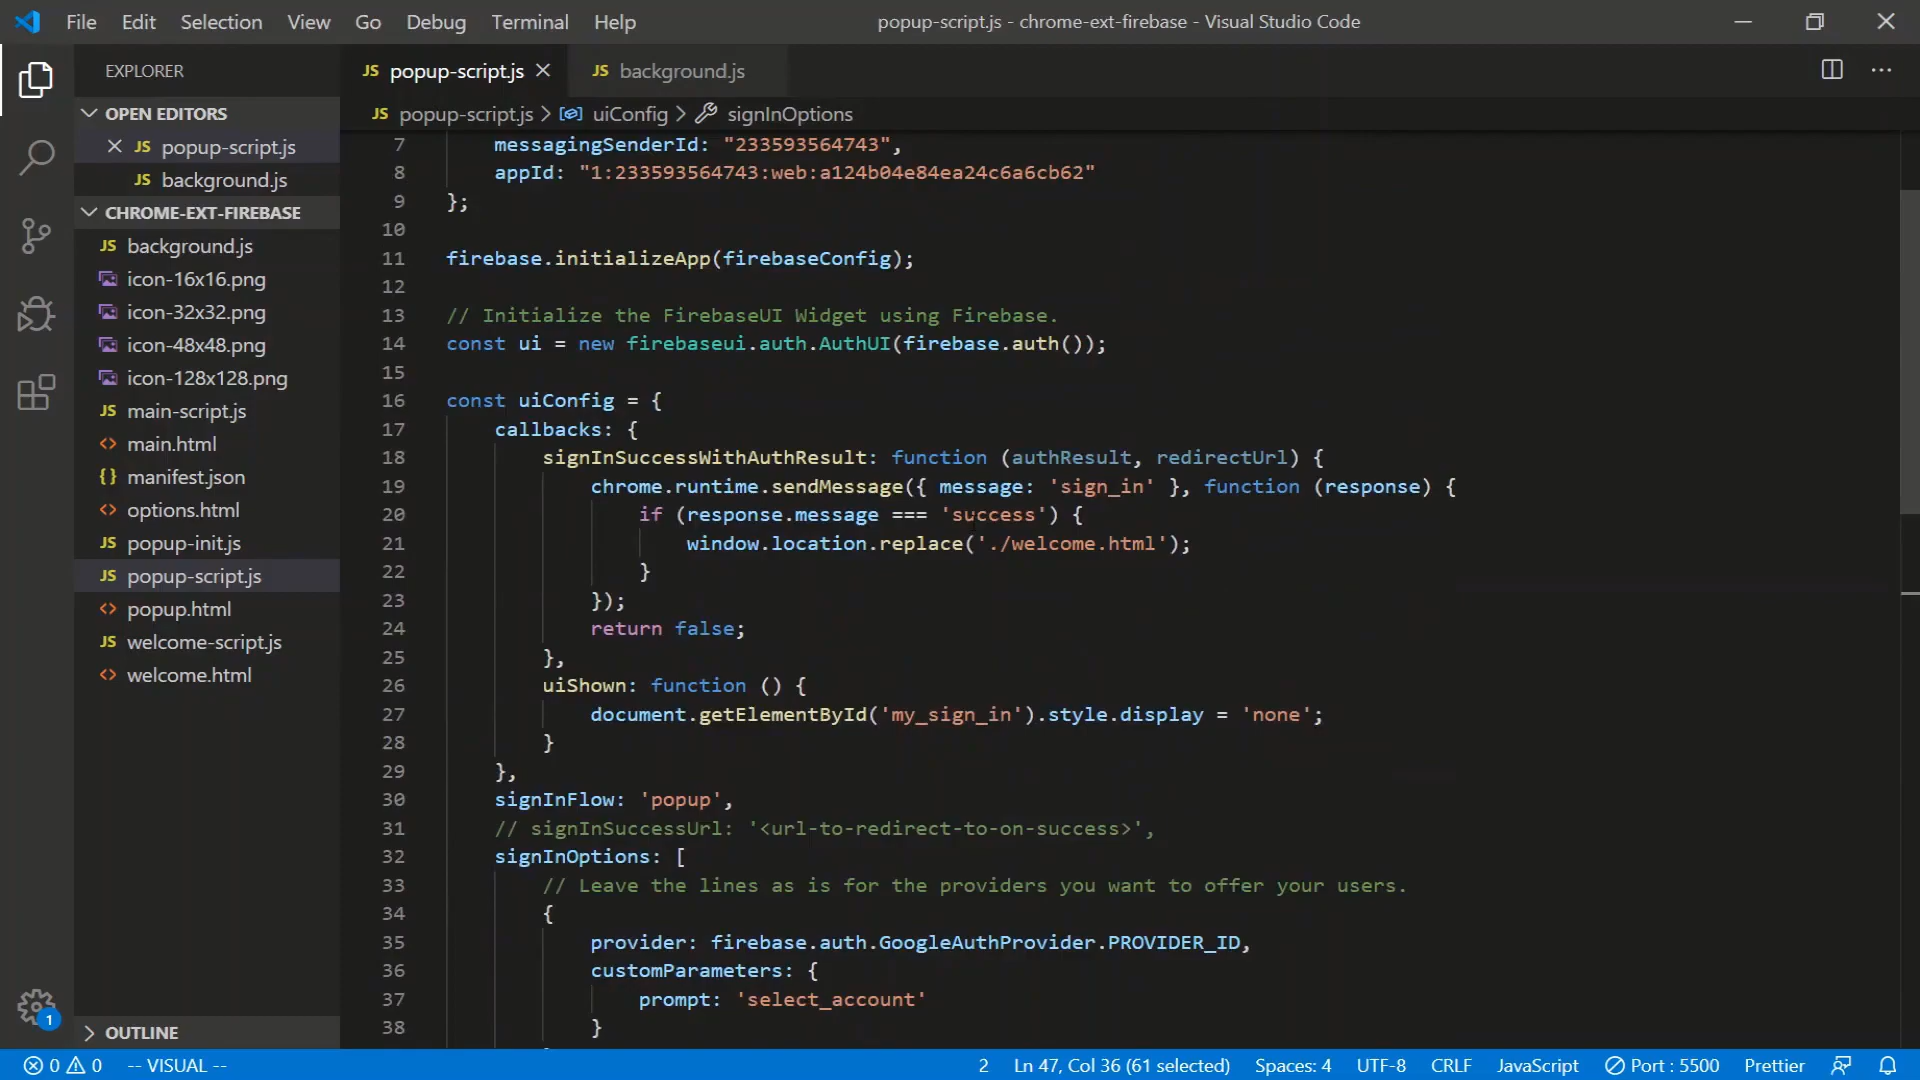 File Edit Selection View Go Debug Terminal Help
popup-script.js - chrome-ext-firebase - Visual Studio Code
EXPLORER
OPEN EDITORS
JS popup-script.js
JS background.js
CHROME-EXT-FIREBASE
JS background.js
icon-16x16.png
icon-32x32.png
icon-48x48.png
icon-128x128.png
JS main-script.js
<> main.html
{} manifest.json
<> options.html
JS popup-init.js
JS popup-script.js
<> popup.html
JS welcome-script.js
<> welcome.html
OUTLINE
JS popup-script.js JS background.js
JS popup-script.js > uiConfig > signInOptions
7 messagingSenderId: "233593564743",
8 appId: "1:233593564743:web:a124b04e84ea24c6a6cb62"
9 };
10
11 firebase.initializeApp(firebaseConfig);
12
13 // Initialize the FirebaseUI Widget using Firebase.
14 const ui = new firebaseui.auth.AuthUI(firebase.auth());
15
16 const uiConfig = {
17 callbacks: {
18 signInSuccessWithAuthResult: function (authResult, redirectUrl) {
19 chrome.runtime.sendMessage({ message: 'sign_in' }, function (response) {
20 if (response.message === 'success') {
21 window.location.replace('./welcome.html');
22 }
23 });
24 return false;
25 },
26 uiShown: function () {
27 document.getElementById('my_sign_in').style.display = 'none';
28 }
29 },
30 signInFlow: 'popup',
31 // signInSuccessUrl: '<url-to-redirect-to-on-success>',
32 signInOptions: [
33 // Leave the lines as is for the providers you want to offer your users.
34 {
35 provider: firebase.auth.GoogleAuthProvider.PROVIDER_ID,
36 customParameters: {
37 prompt: 'select_account'
38 }
1
0 0 -- VISUAL -- 2 Ln 47, Col 36 (61 selected) Spaces: 4 UTF-8 CRLF JavaScript Port : 5500 Prettier